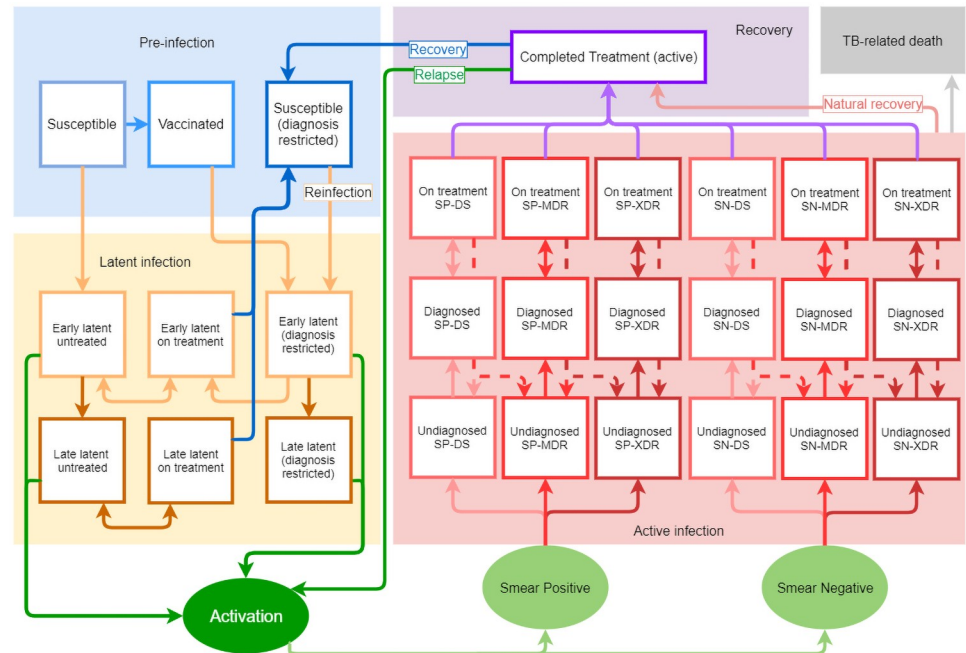 Pre-infection
Recovery
TB-related death
Recovery
Relapse
Completed Treatment (active)
Natural recovery
Susceptible
Vaccinated
Susceptible
(diagnosis
restricted)
Reinfection
Latent infection
Early latent
untreated
Early latent
on treatment
Early latent
(diagnosis
restricted)
Late latent
untreated
Late latent
on treatment
Late latent
(diagnosis
restricted)
On treatment
SP-DS
On treatment
SP-MDR
On treatment
SP-XDR
On treatment
SN-DS
On treatment
SN-MDR
On treatment
SN-XDR
Diagnosed
SP-DS
Diagnosed
SP-MDR
Diagnosed
SP-XDR
Diagnosed
SN-DS
Diagnosed
SN-MDR
Diagnosed
SN-XDR
Undiagnosed
SP-DS
Undiagnosed
SP-MDR
Undiagnosed
SP-XDR
Undiagnosed
SN-DS
Undiagnosed
SN-MDR
Undiagnosed
SN-XDR
Active infection
Activation
Smear Positive
Smear Negative